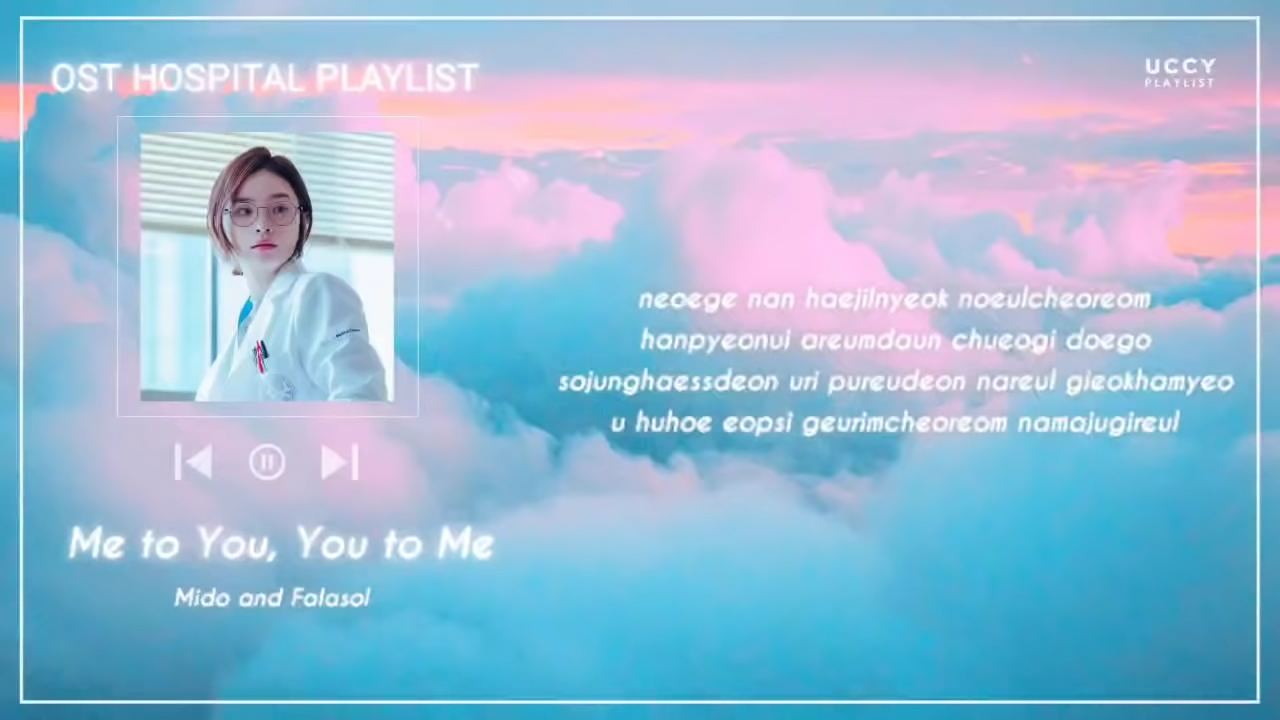 OST HOSPITAL PLAYLIST
UCCY
PLAYLIST
neoege nan haejilnyeok noeulcheoreom
hanpyeonui areumdaun chueogi doego
sojunghaessdeon uri pureudeon nareul gieokhamyeo
u huhoe eopsi geurimcheoreom namajugireul
Me to You, You to Me
Mido and Falasol